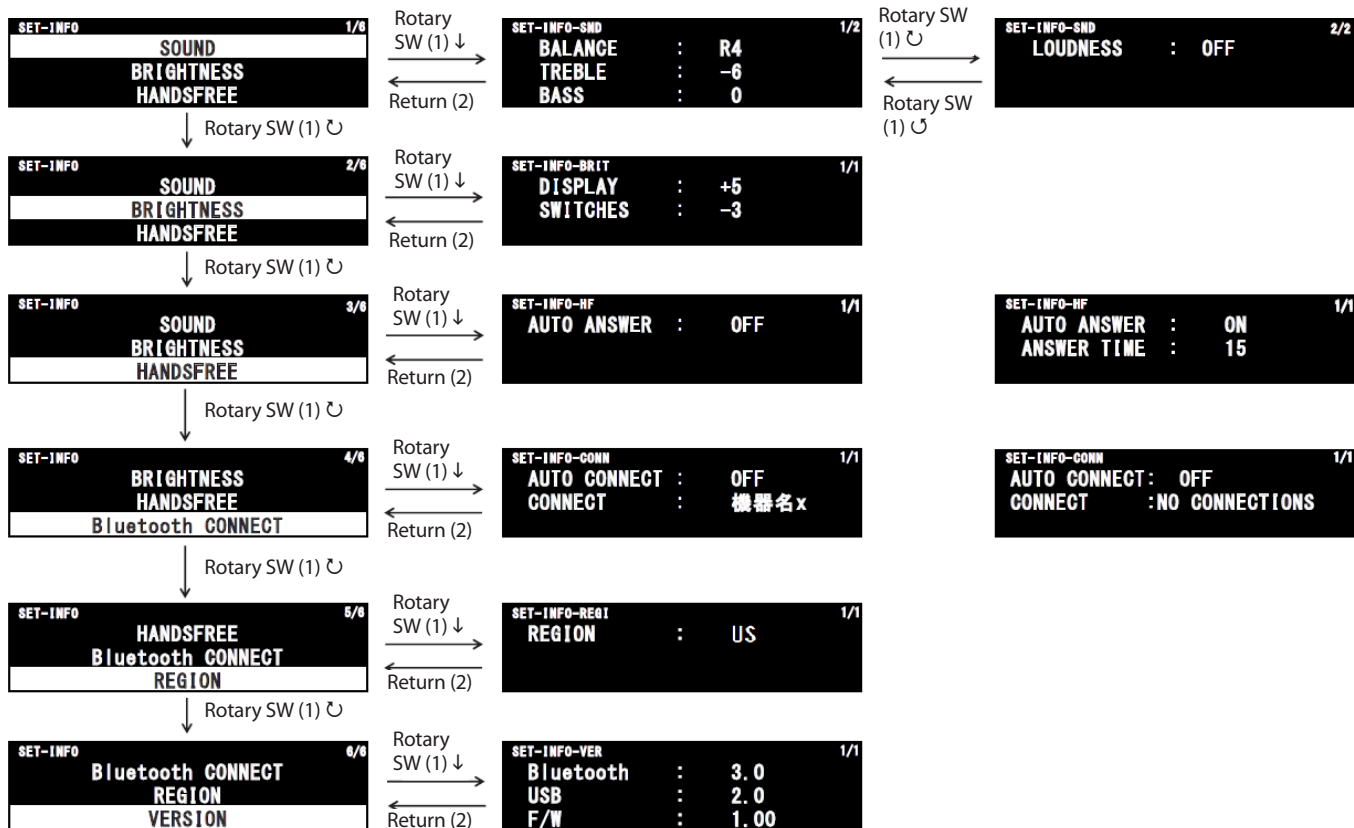 SET-INFO 1/6
SOUND
BRIGHTNESS
HANDSFREE
Rotary
SW (1) ↓
Return (2)
SET-INFO-SND 1/2
BALANCE : R4
TREBLE : -6
BASS : 0
Rotary SW
(1) ↻
Rotary SW
(1) ↺
SET-INFO-SND 2/2
LOUDNESS : OFF
Rotary SW (1) ↻
SET-INFO 2/6
SOUND
BRIGHTNESS
HANDSFREE
Rotary
SW (1) ↓
Return (2)
SET-INFO-BRIT 1/1
DISPLAY : +5
SWITCHES : -3
Rotary SW (1) ↻
SET-INFO 3/6
SOUND
BRIGHTNESS
HANDSFREE
Rotary
SW (1) ↓
Return (2)
SET-INFO-HF 1/1
AUTO ANSWER : OFF
SET-INFO-HF 1/1
AUTO ANSWER : ON
ANSWER TIME : 15
Rotary SW (1) ↻
SET-INFO 4/6
BRIGHTNESS
HANDSFREE
Bluetooth CONNECT
Rotary
SW (1) ↓
Return (2)
SET-INFO-CONN 1/1
AUTO CONNECT : OFF
CONNECT : 機器名x
SET-INFO-CONN 1/1
AUTO CONNECT: OFF
CONNECT :NO CONNECTIONS
Rotary SW (1) ↻
SET-INFO 5/6
HANDSFREE
Bluetooth CONNECT
REGION
Rotary
SW (1) ↓
Return (2)
SET-INFO-REGI 1/1
REGION : US
Rotary SW (1) ↻
SET-INFO 6/6
Bluetooth CONNECT
REGION
VERSION
Rotary
SW (1) ↓
Return (2)
SET-INFO-VER 1/1
Bluetooth : 3.0
USB : 2.0
F/W : 1.00